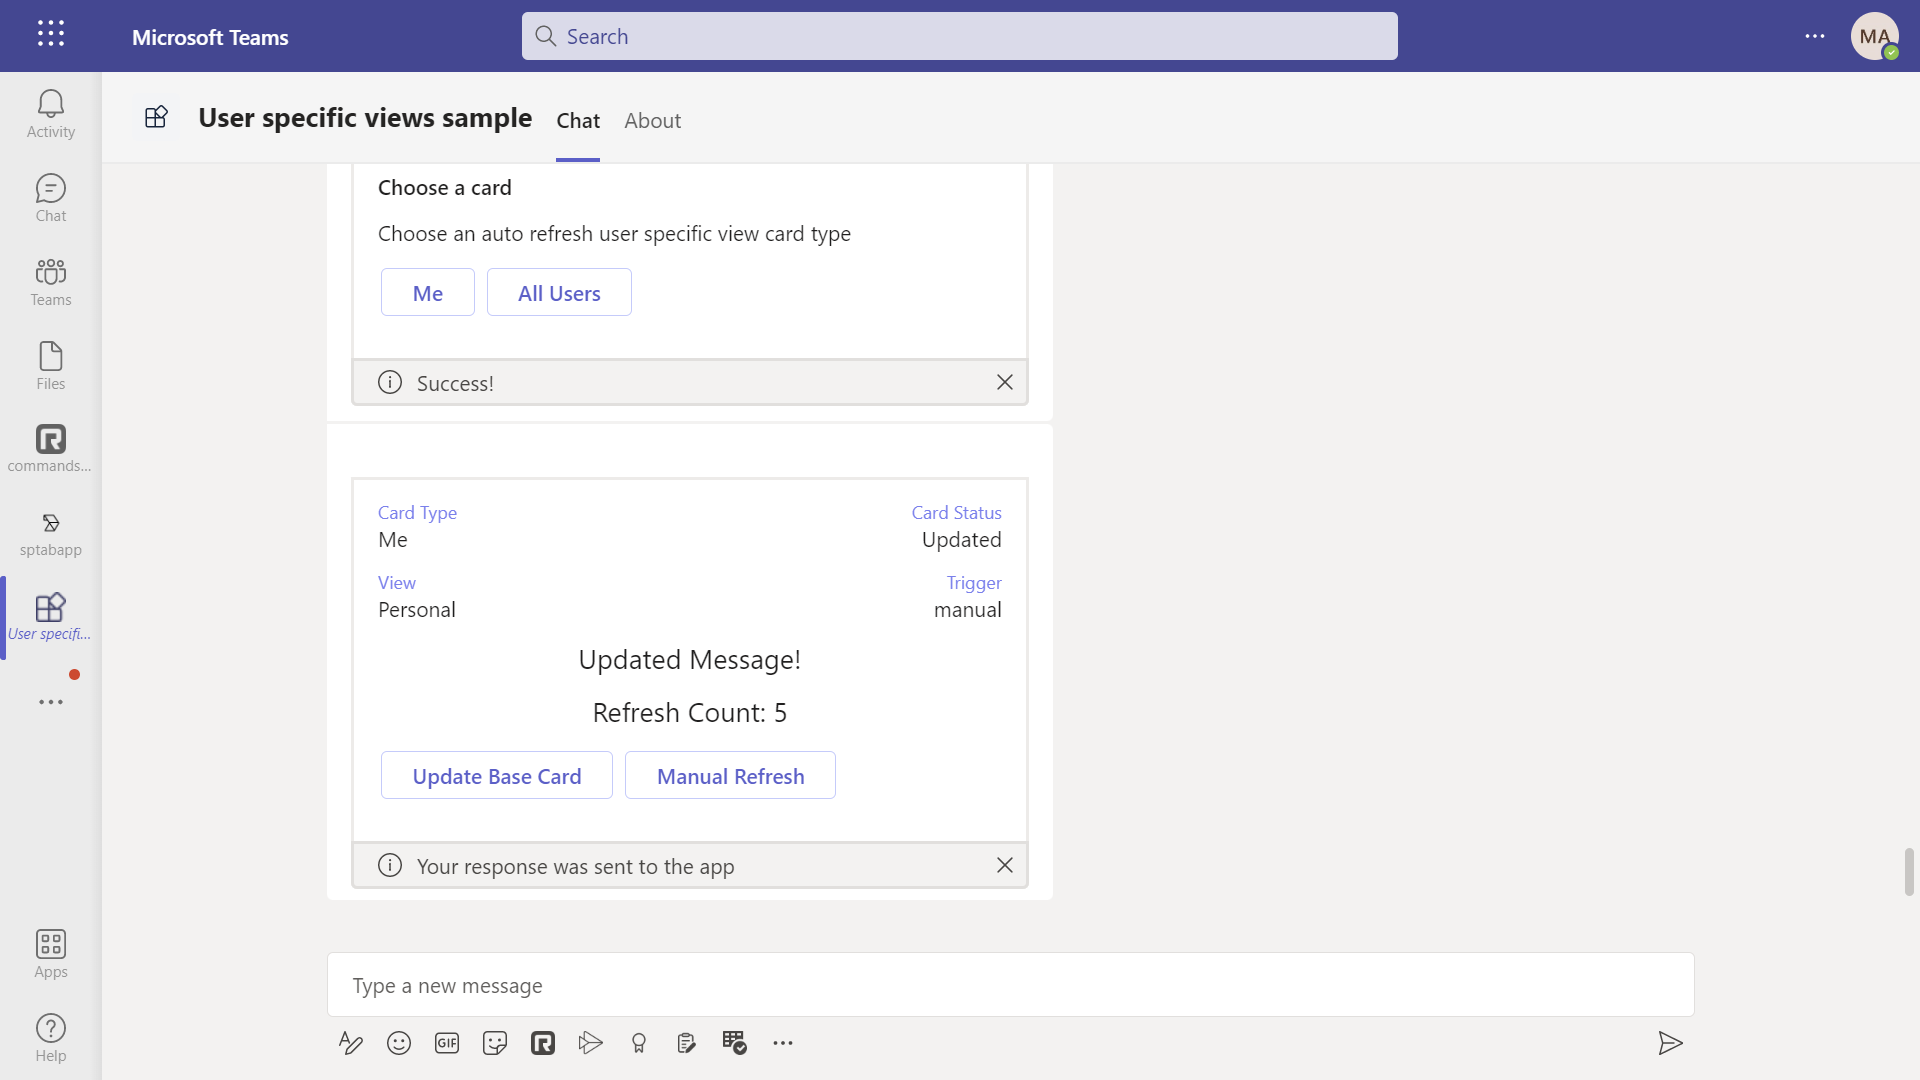 Microsoft Teams
Search
MA
Activity
Chat
Teams
Files
commands...
sptabapp
User specifi...
Apps
Help
User specific views sample
Chat
About
Choose a card
Choose an auto refresh user specific view card type
Me
All Users
Success!
Card Type
Card Status
Me
Updated
View
Trigger
Personal
manual
Updated Message!
Refresh Count: 5
Update Base Card
Manual Refresh
Your response was sent to the app
Type a new message
GIF